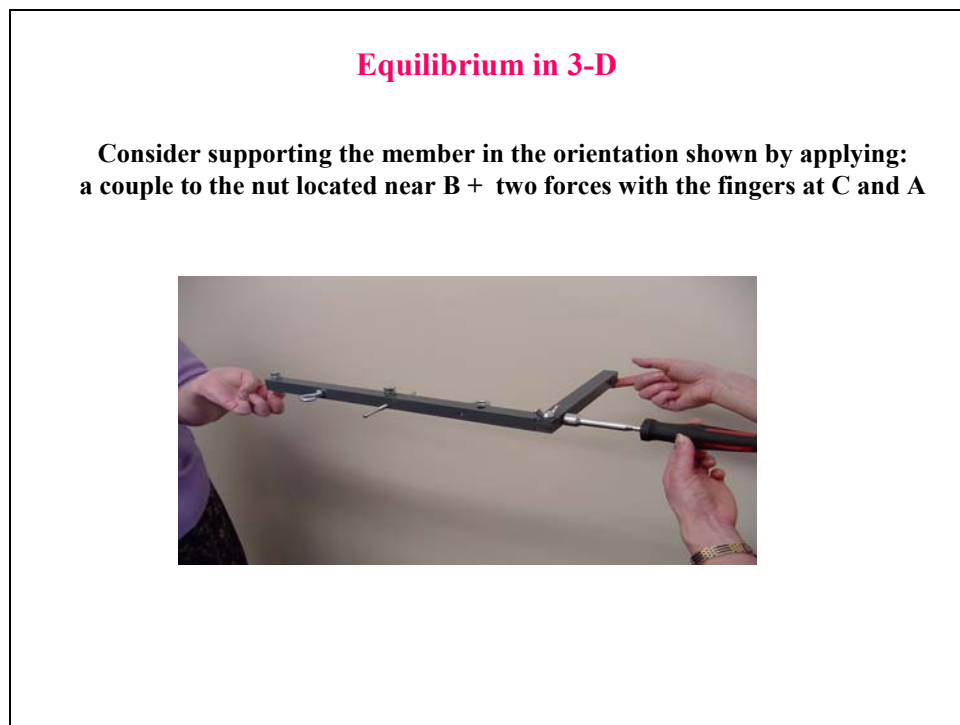 Equilibrium in 3-D
Consider supporting the member in the orientation shown by applying:
a couple to the nut located near B + two forces with the fingers at C and A